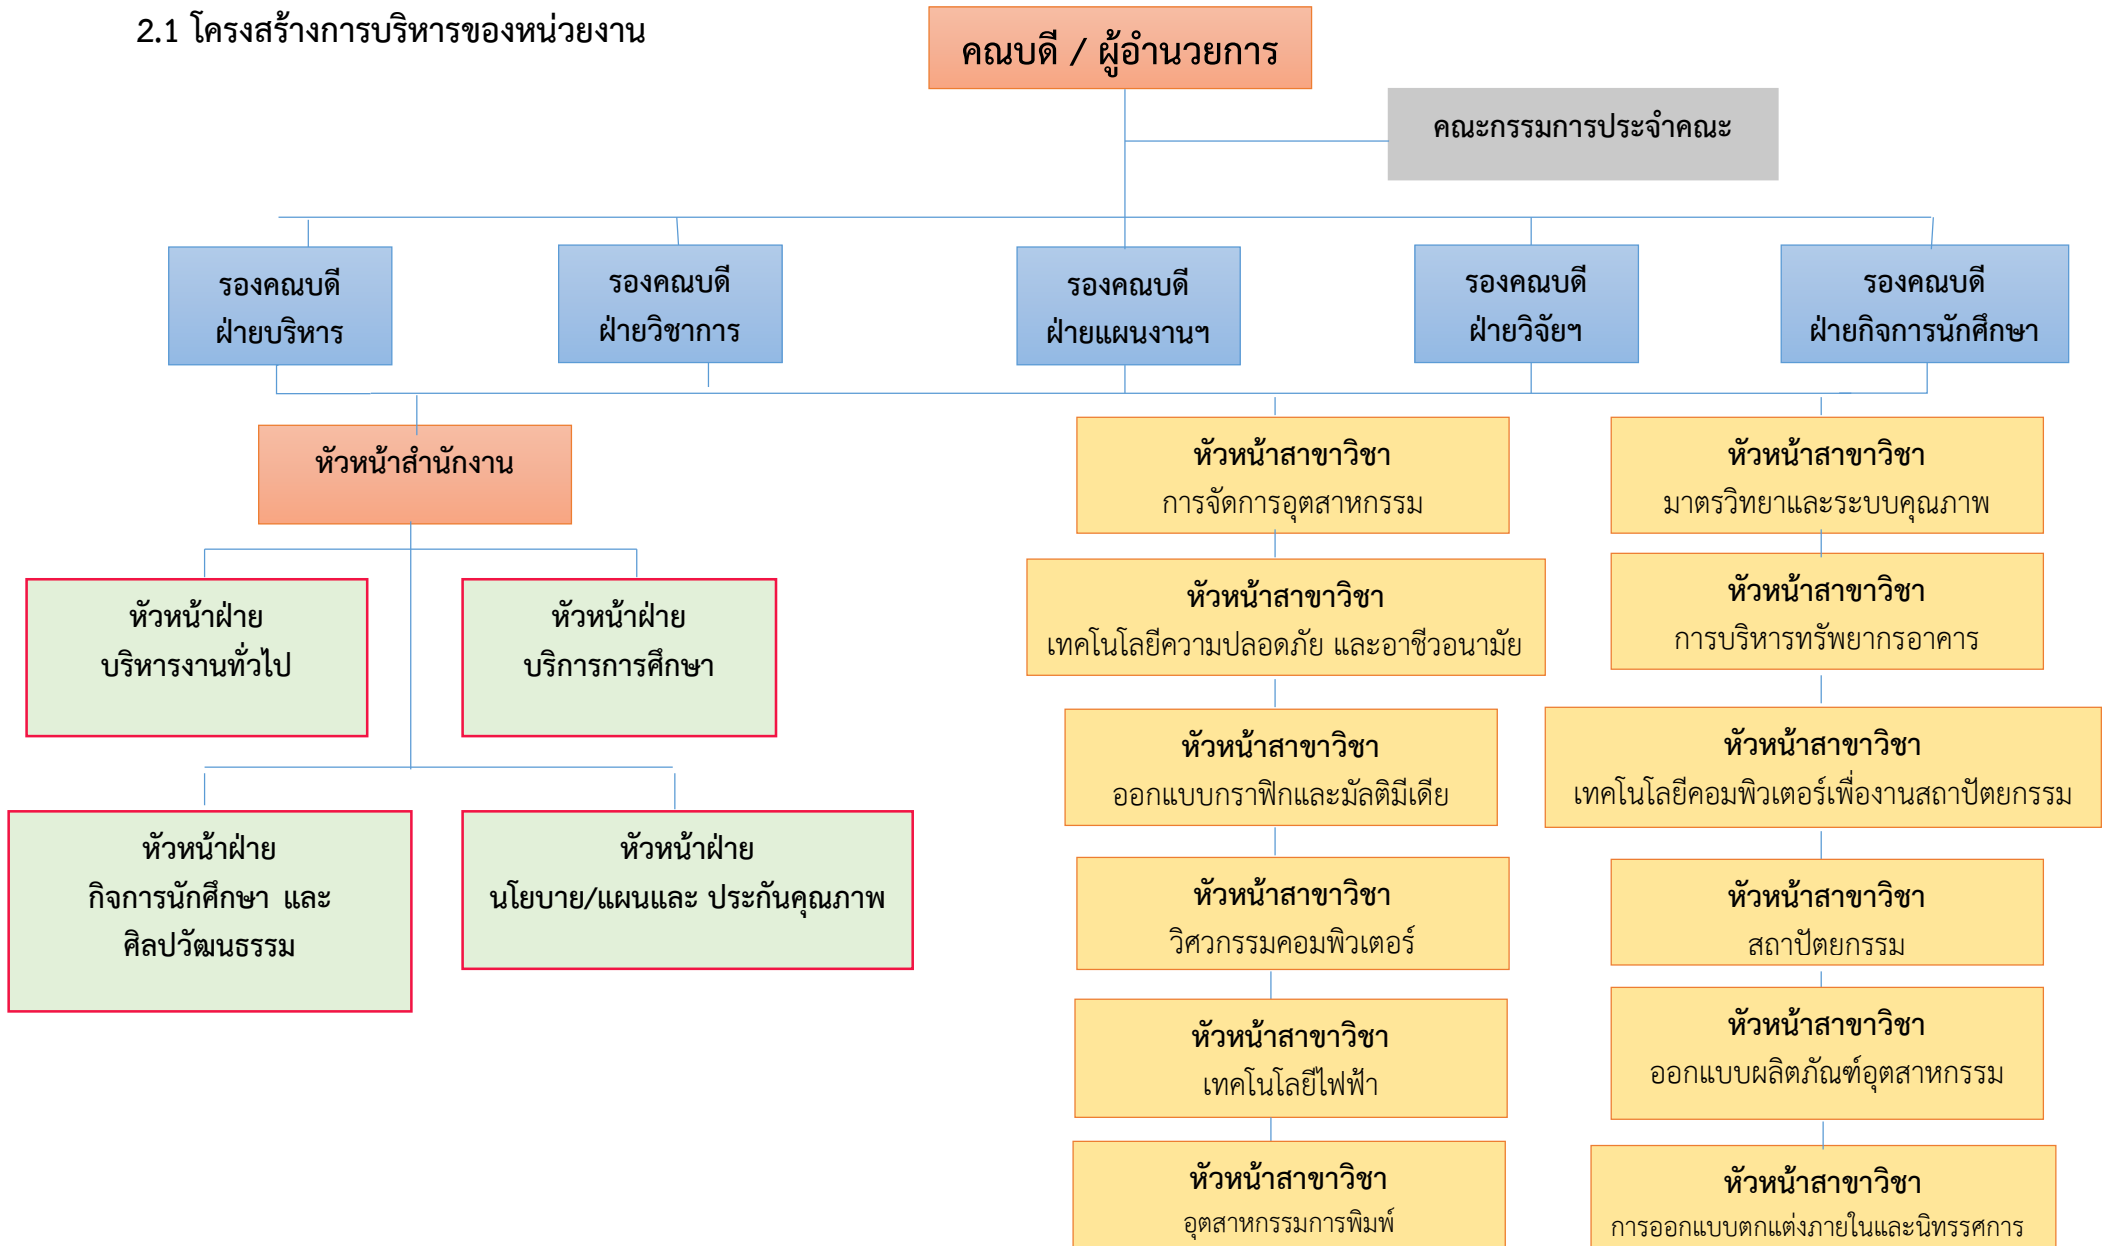 2.1 โครงสร้างการบริหารของหน่วยงาน
คณบดี / ผู้อำนวยการ
คณะกรรมการประจำคณะ
รองคณบดี
ฝ่ายบริหาร
รองคณบดี
ฝ่ายวิชาการ
รองคณบดี
ฝ่ายแผนงานฯ
รองคณบดี
ฝ่ายวิจัยฯ
รองคณบดี
ฝ่ายกิจการนักศึกษา
หัวหน้าสำนักงาน
หัวหน้าฝ่าย
บริหารงานทั่วไป
หัวหน้าฝ่าย
บริการการศึกษา
หัวหน้าฝ่าย
กิจการนักศึกษา และ
ศิลปวัฒนธรรม
หัวหน้าฝ่าย
นโยบาย/แผนและ ประกันคุณภาพ
หัวหน้าสาขาวิชา
การจัดการอุตสาหกรรม
หัวหน้าสาขาวิชา
เทคโนโลยีความปลอดภัย และอาชีวอนามัย
หัวหน้าสาขาวิชา
ออกแบบกราฟิกและมัลติมีเดีย
หัวหน้าสาขาวิชา
วิศวกรรมคอมพิวเตอร์
หัวหน้าสาขาวิชา
เทคโนโลยีไฟฟ้า
หัวหน้าสาขาวิชา
อุตสาหกรรมการพิมพ์
หัวหน้าสาขาวิชา
มาตรวิทยาและระบบคุณภาพ
หัวหน้าสาขาวิชา
การบริหารทรัพยากรอาคาร
หัวหน้าสาขาวิชา
เทคโนโลยีคอมพิวเตอร์เพื่องานสถาปัตยกรรม
หัวหน้าสาขาวิชา
สถาปัตยกรรม
หัวหน้าสาขาวิชา
ออกแบบผลิตภัณฑ์อุตสาหกรรม
หัวหน้าสาขาวิชา
การออกแบบตกแต่งภายในและนิทรรศการ